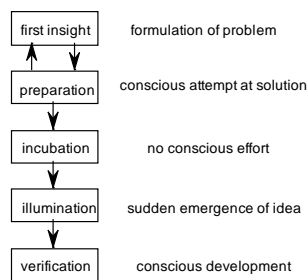 first insight formulation of problem
preparation conscious attempt at solution
incubation no conscious effort
illumination sudden emergence of idea
verification conscious development